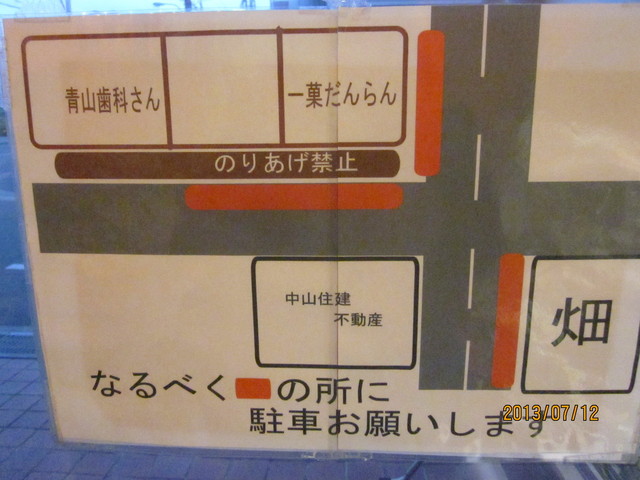 青山歯科さん
一菓だんらん
のりあげ禁止
中山住建
不動産
畑
なるべく の所に
駐車お願いします
2013/07/12